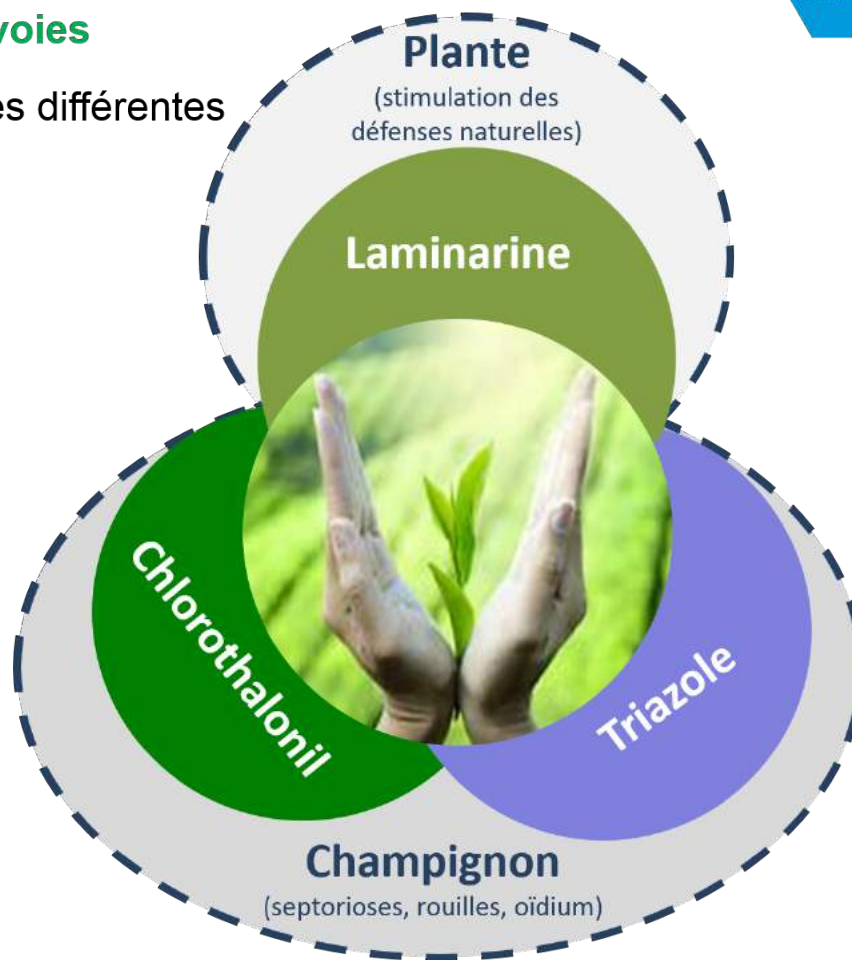 voies
Plante
es différentes
(stimulation des
défenses naturelles)
Laminarine
Chlorothalonil
Triazole
Champignon
(septorioses, rouilles, oïdium)